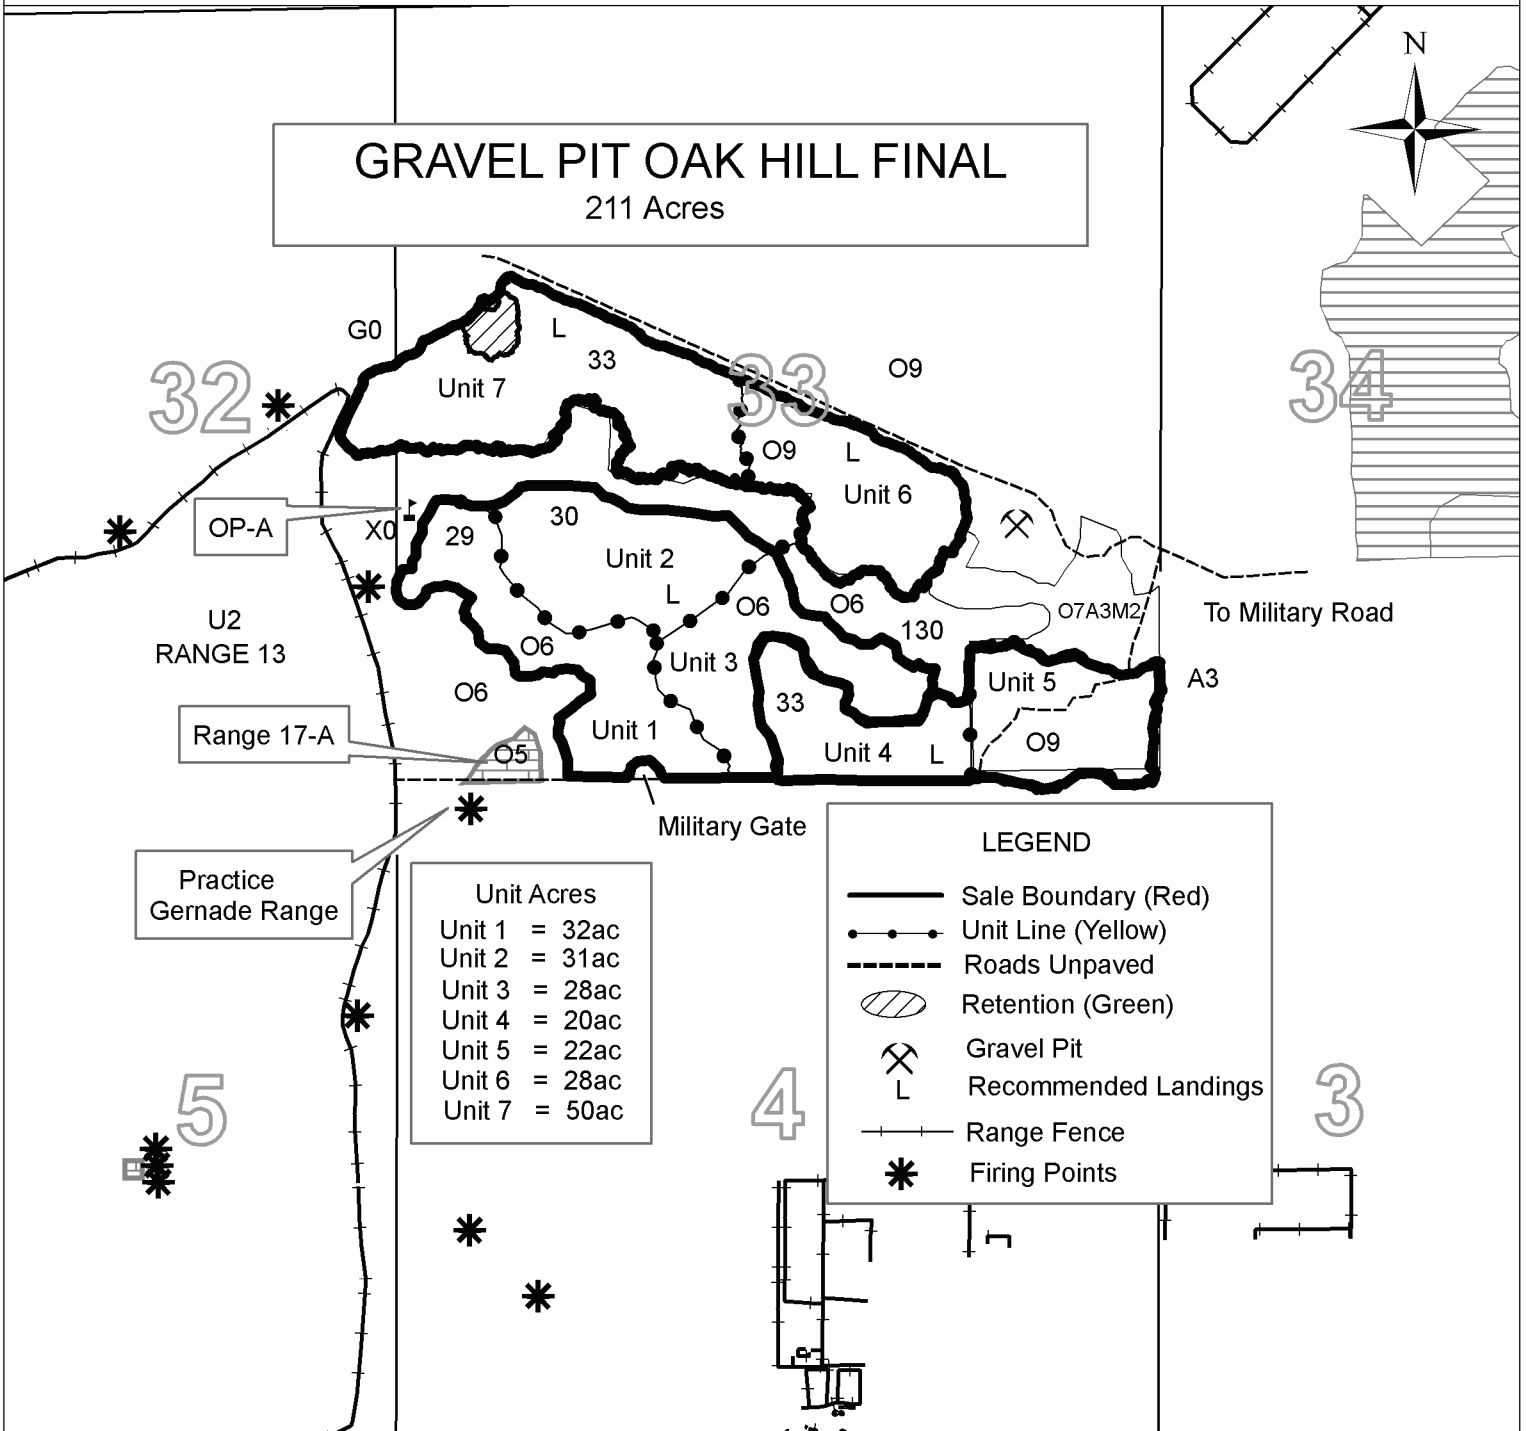 N
GRAVEL PIT OAK HILL FINAL
211 Acres
G0
L
33
32
33
O9
34
Unit 7
O9
L
Unit 6
OP-A
X0
29
30
Unit 2
L
O6
O6
O7A3M2
To Military Road
U2
RANGE 13
130
O6
Unit 3
O6
33
Unit 5
A3
Range 17-A
O5
Unit 1
Unit 4
L
O9
Military Gate
Practice
Gernade Range
Unit Acres
Unit 1 = 32ac
Unit 2 = 31ac
Unit 3 = 28ac
Unit 4 = 20ac
Unit 5 = 22ac
Unit 6 = 28ac
Unit 7 = 50ac
LEGEND
Sale Boundary (Red)
Unit Line (Yellow)
Roads Unpaved
Retention (Green)
Gravel Pit
L Recommended Landings
Range Fence
Firing Points
5
4
3